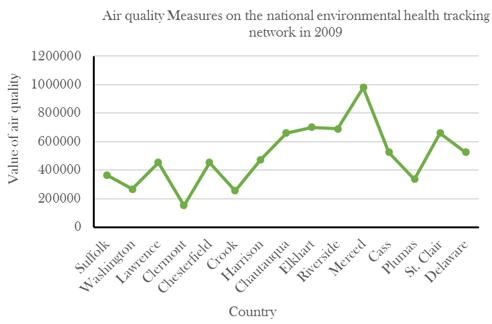 Air quality Measures on the national environmental health tracking
network in 2009
Value of air quality
1200000
1000000
800000
600000
400000
200000
0
Suffolk
Washington
Lawrence
Clermont
Chesterfield
Crook
Harrison
Chautauqua
Elkhart
Riverside
Merced
Cass
Plumas
St. Clair
Delaware
Country